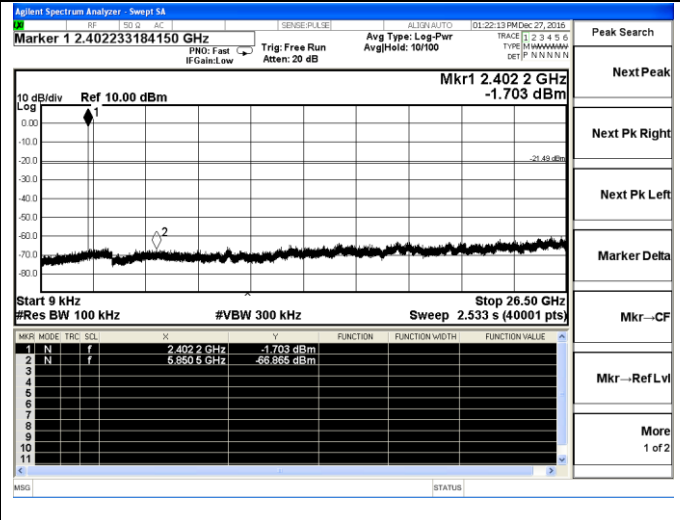 Agilent Spectrum Analyzer - Swept SA
RF 50 Ω AC SENSE:PULSE ALIGN AUTO 01:22:13 PM Dec 27, 2016
Marker 1 2.402233184150 GHz
PNO: Fast
IFGain:Low
Trig: Free Run
Atten: 20 dB
Avg Type: Log-Pwr
Avg|Hold: 10/100
TRACE 1 2 3 4 5 6
TYPE M
DET P N N N N N
Peak Search
Mkr1 2.402 2 GHz
-1.703 dBm
10 dB/div Ref 10.00 dBm
Log
1
0.00
-10.0
-20.0
-21.49 dBm
-30.0
-40.0
-50.0
-60.0
2
-70.0
-80.0
Start 9 kHz Stop 26.50 GHz
#Res BW 100 kHz #VBW 300 kHz Sweep 2.533 s (40001 pts)
MKR MODE TRC SCL X Y FUNCTION FUNCTION WIDTH FUNCTION VALUE
1 N f 2.402 2 GHz -1.703 dBm
2 N f 5.850 5 GHz -66.865 dBm
3
4
5
6
7
8
9
10
11
MSG STATUS
Next Peak
Next Pk Right
Next Pk Left
Marker Delta
Mkr→CF
Mkr→Ref Lvl
More
1 of 2